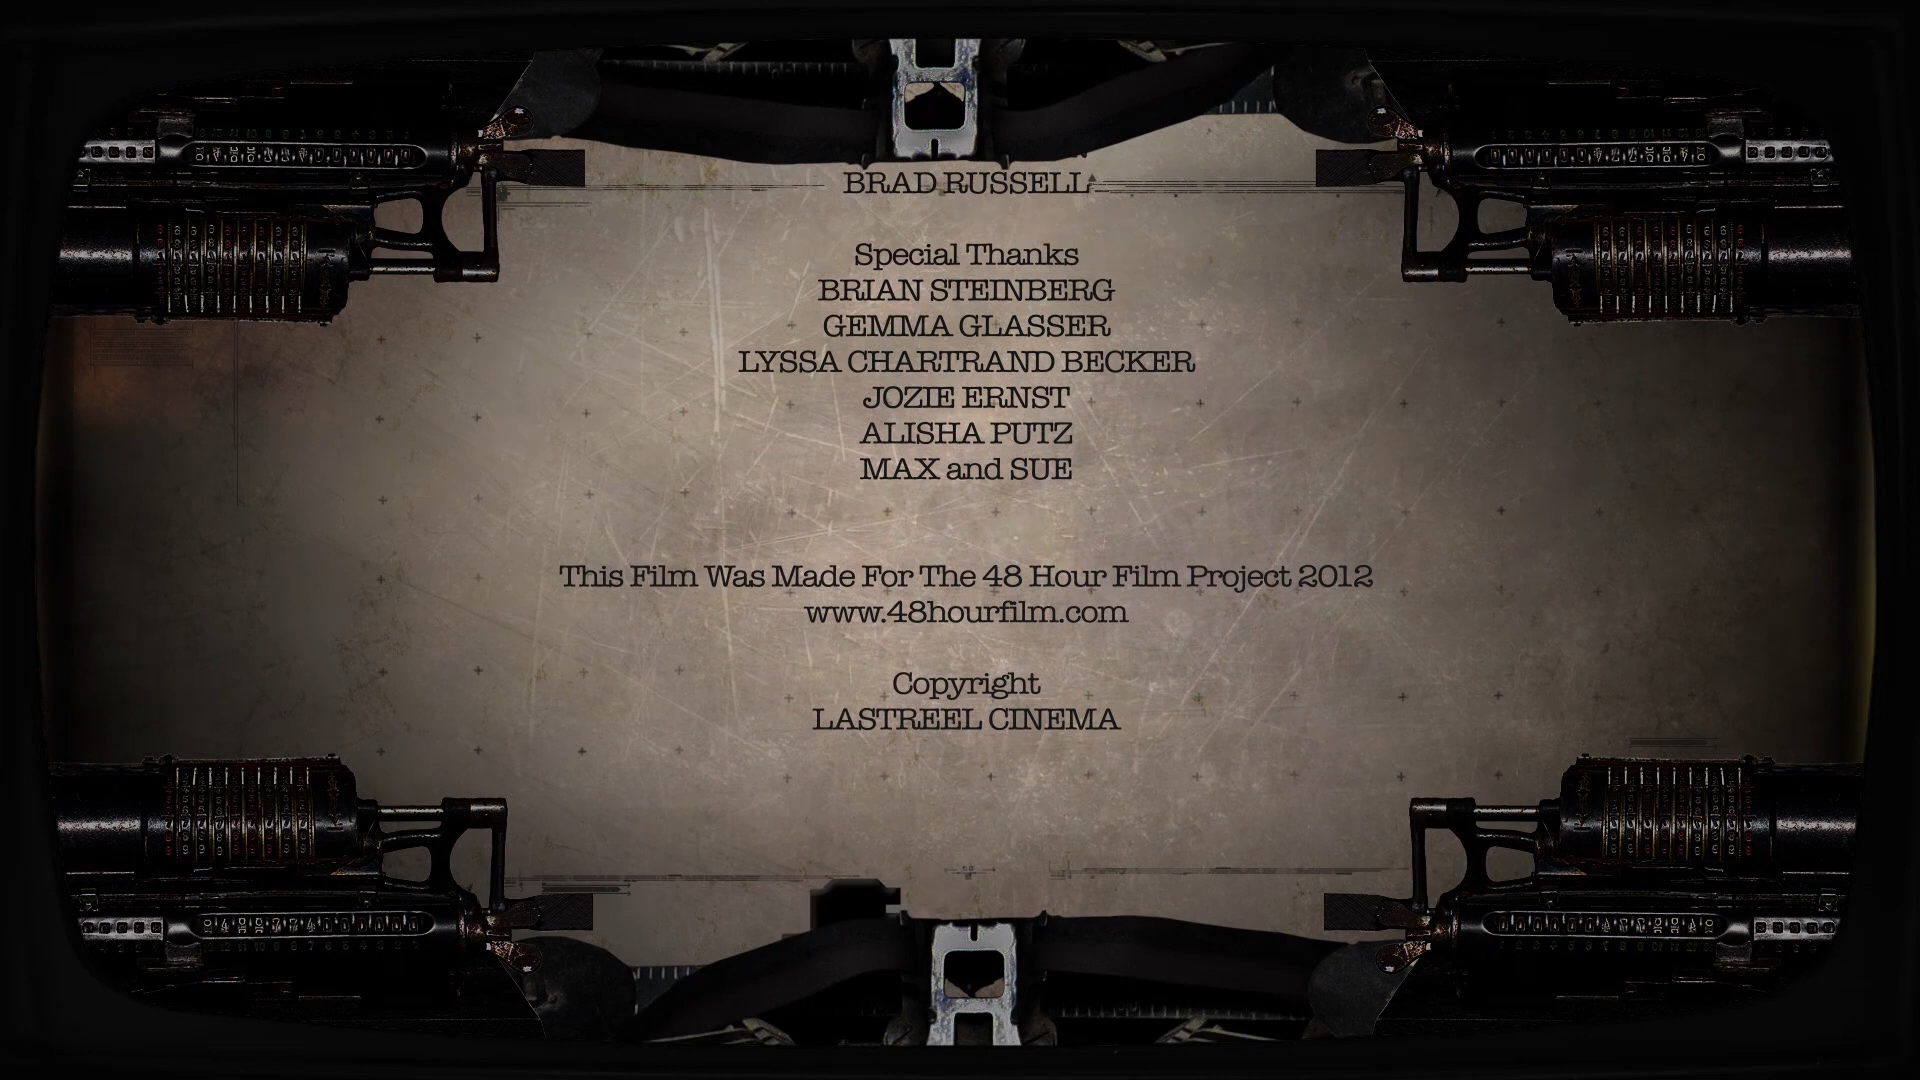 BRAD RUSSELL
Special Thanks
BRIAN STEINBERG
GEMMA GLASSER
LYSSA CHARTRAND BECKER
JOZIE ERNST
ALISHA PUTZ
MAX and SUE
This Film Was Made For The 48 Hour Film Project 2012
www.48hourfilm.com
Copyright
LASTREEL CINEMA